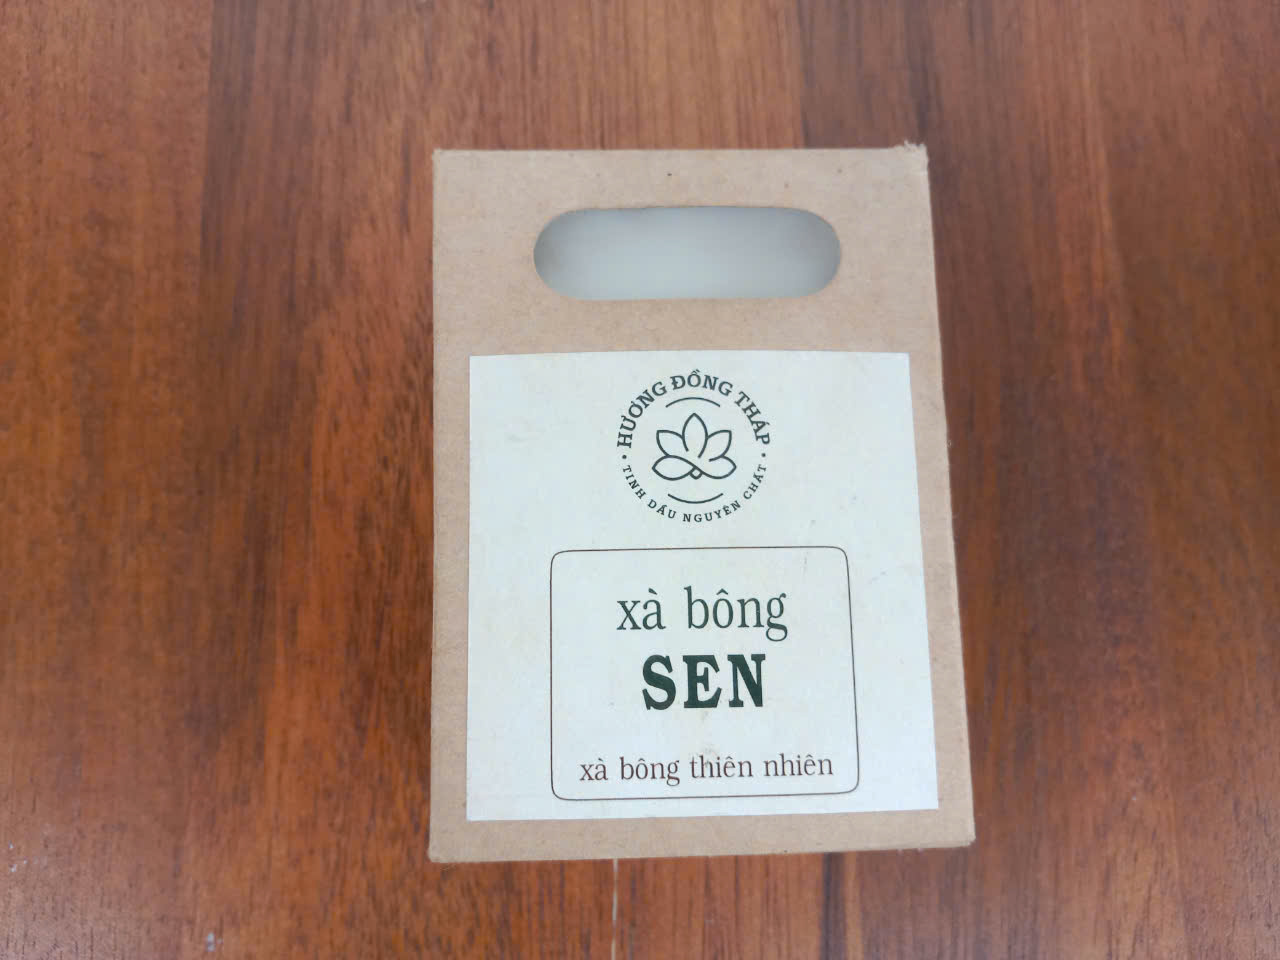 HƯƠNG ĐỒNG THÁP
TINH DẦU NGUYÊN CHẤT
xà bông
SEN
xà bông thiên nhiên